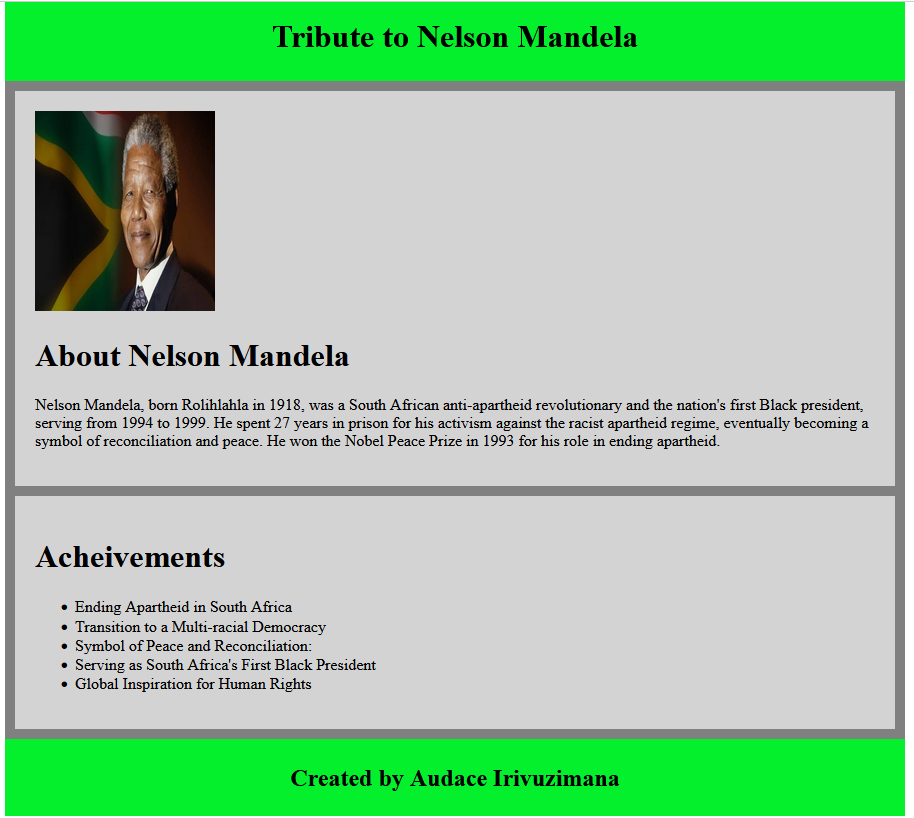 Tribute to Nelson Mandela
About Nelson Mandela
Nelson Mandela, born Rolihlahla in 1918, was a South African anti-apartheid revolutionary and the nation's first Black president,
serving from 1994 to 1999. He spent 27 years in prison for his activism against the racist apartheid regime, eventually becoming a
symbol of reconciliation and peace. He won the Nobel Peace Prize in 1993 for his role in ending apartheid.
Acheivements
• Ending Apartheid in South Africa
• Transition to a Multi-racial Democracy
• Symbol of Peace and Reconciliation:
• Serving as South Africa's First Black President
• Global Inspiration for Human Rights
Created by Audace Irivuzimana